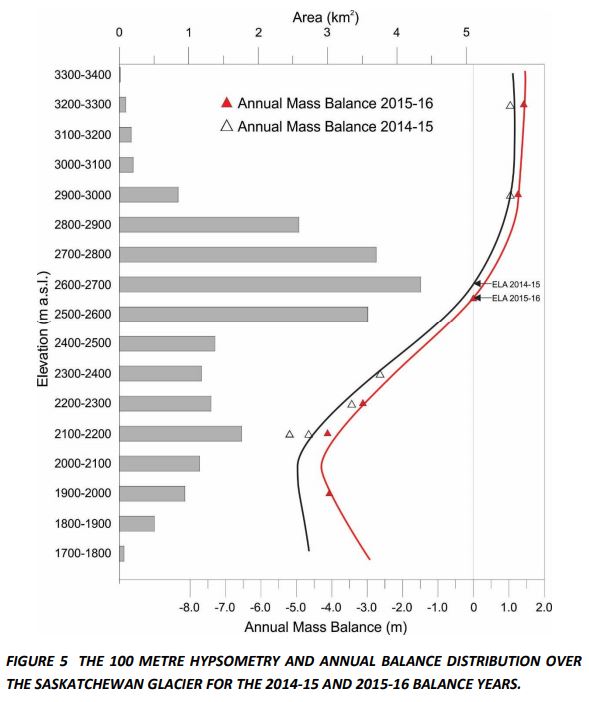 Area (km²)
0 1 2 3 4 5
3300-3400
3200-3300
3100-3200
3000-3100
2900-3000
2800-2900
2700-2800
2600-2700
2500-2600
2400-2500
2300-2400
2200-2300
2100-2200
2000-2100
1900-2000
1800-1900
1700-1800
Elevation (m a.s.l.)
Annual Mass Balance 2015-16
Annual Mass Balance 2014-15
ELA 2014-15
ELA 2015-16
-8.0 -7.0 -6.0 -5.0 -4.0 -3.0 -2.0 -1.0 0 1.0 2.0
Annual Mass Balance (m)
FIGURE 5 THE 100 METRE HYPSOMETRY AND ANNUAL BALANCE DISTRIBUTION OVER
THE SASKATCHEWAN GLACIER FOR THE 2014-15 AND 2015-16 BALANCE YEARS.